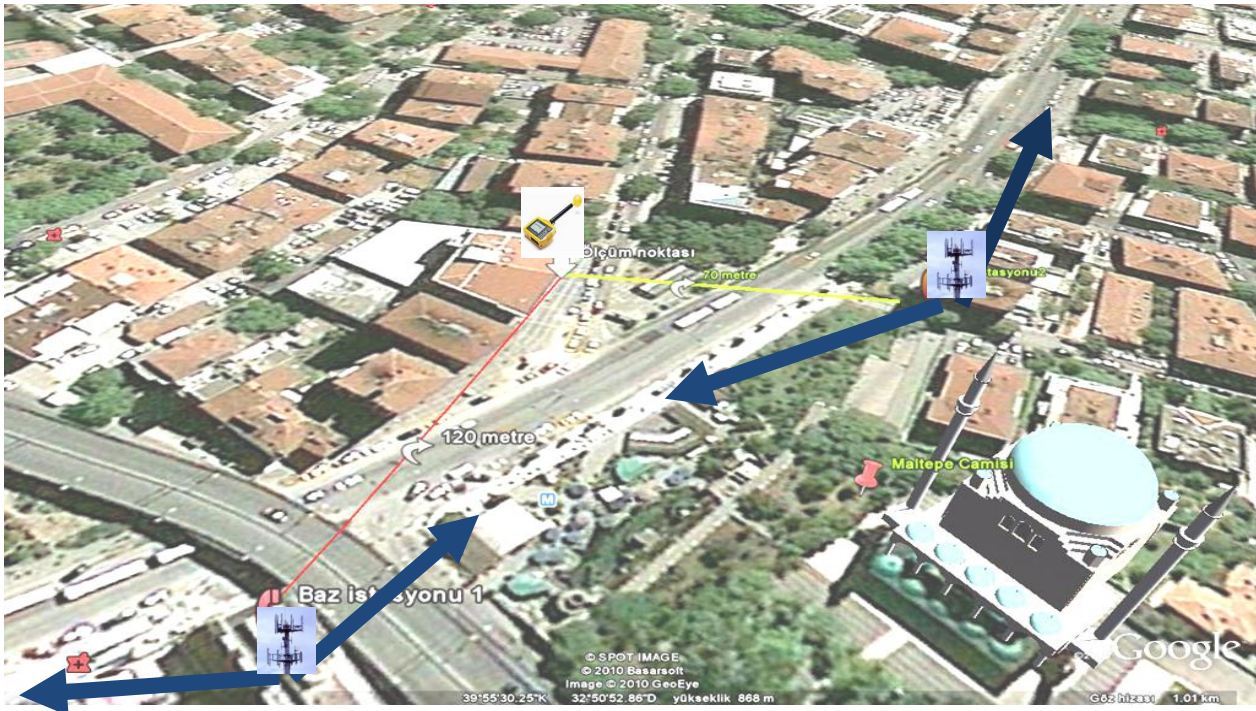 Ölçüm noktası
70 metre
tasyonu2
120 metre
M
Maltepe Camisi
Baz istasyonu 1
Google
© SPOT IMAGE
© 2010 Basarsoft
Image © 2010 GeoEye
39°55'30.25"K 32°50'52.86"D yükseklik 868 m
Göz hizası 1.01 km